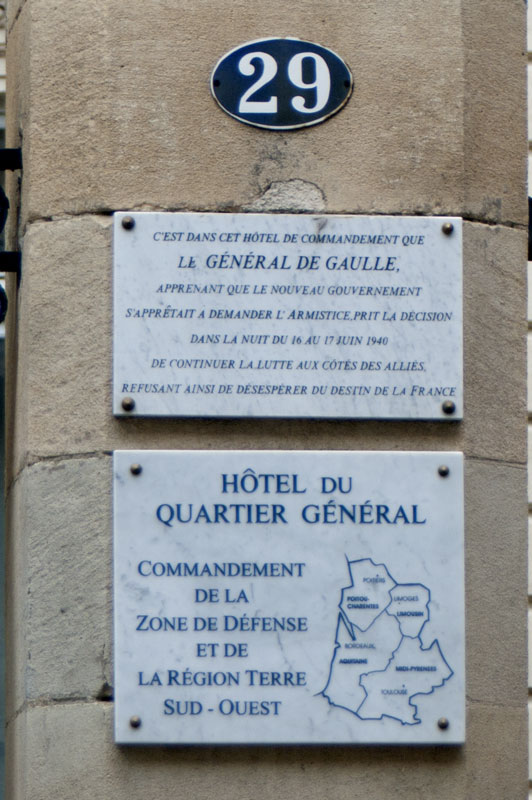 29
C'EST DANS CET HÔTEL DE COMMANDEMENT QUE
LE GÉNÉRAL DE GAULLE,
APPRENANT QUE LE NOUVEAU GOUVERNEMENT
S'APPRÊTAIT A DEMANDER L'ARMISTICE, PRIT LA DÉCISION
DANS LA NUIT DU 16 AU 17 JUIN 1940
DE CONTINUER LA LUTTE AUX CÔTÉS DES ALLIÉS,
REFUSANT AINSI DE DÉSESPÉRER DU DESTIN DE LA FRANCE
HÔTEL DU
QUARTIER GÉNÉRAL
COMMANDEMENT
DE LA
ZONE DE DÉFENSE
ET DE
LA RÉGION TERRE
SUD - OUEST
POITIERS
POITOU-
CHARENTES
LIMOGES
LIMOUSIN
BORDEAUX
AQUITAINE
MIDI-PYRENEES
TOULOUSE